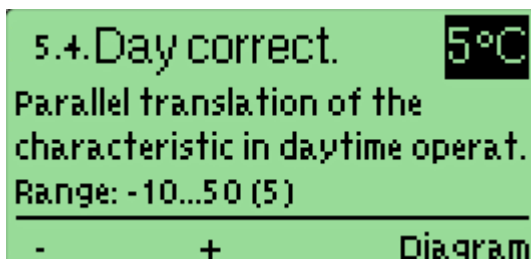 5.4. Day correct. 5°C
Parallel translation of the
characteristic in daytime operat.
Range: -10...50 (5)
- + Diagram